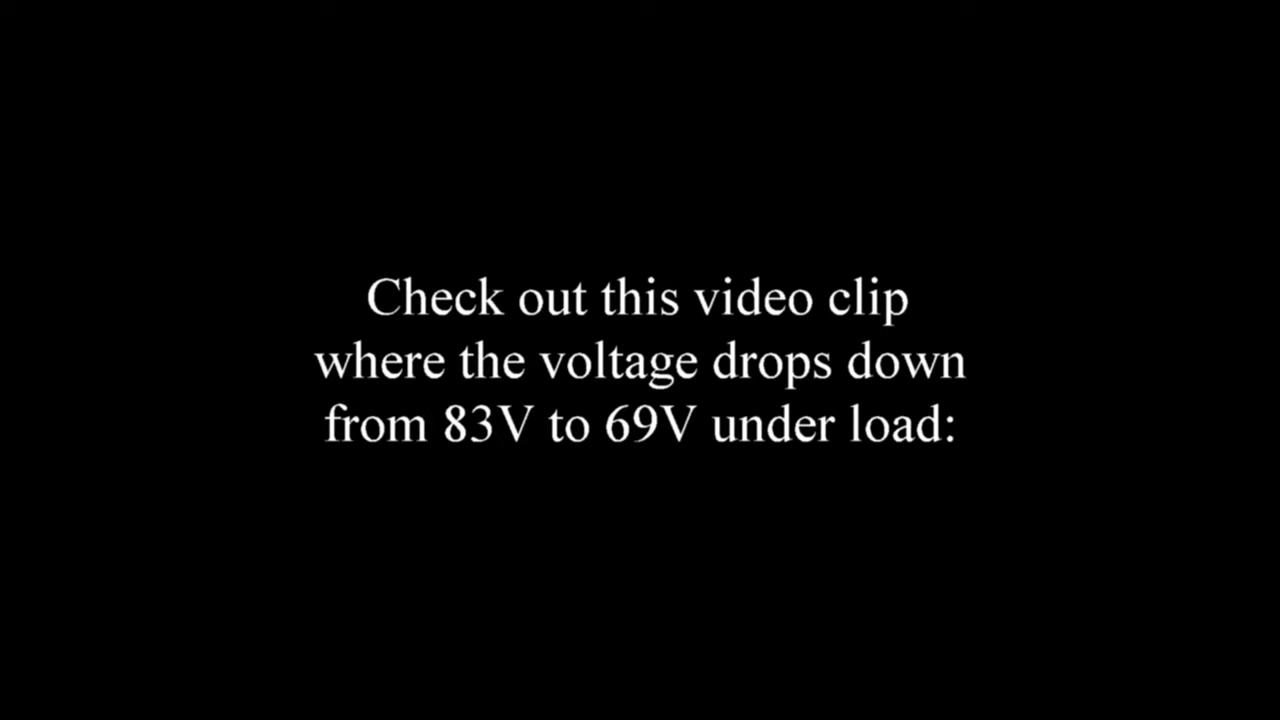 Check out this video clip
where the voltage drops down
from 83V to 69V under load: